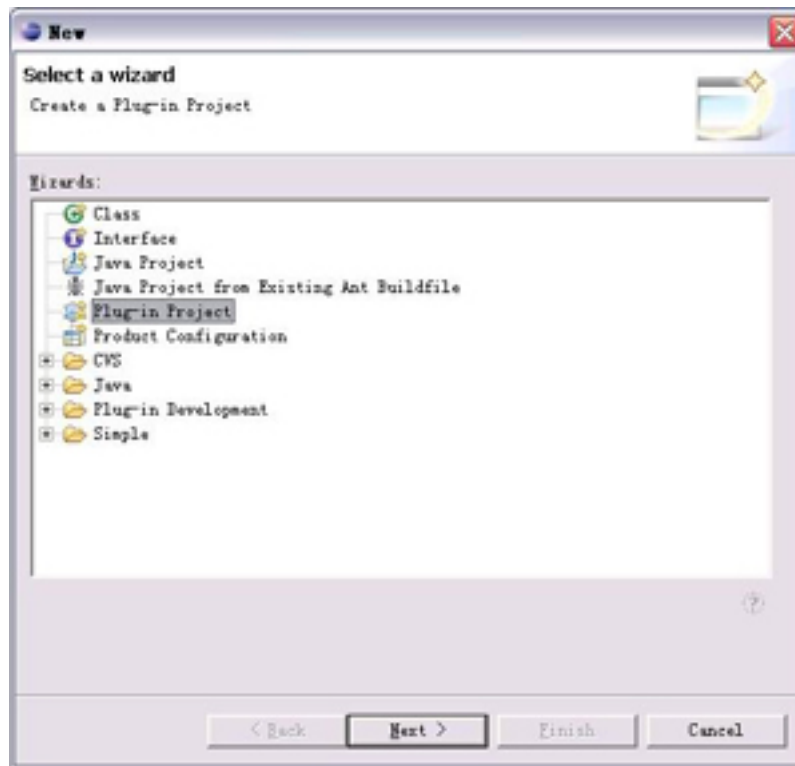 New
Select a wizard
Create a Plug-in Project
Wizards:
Class
Interface
Java Project
Java Project from Existing Ant Buildfile
Plug-in Project
Product Configuration
CVS
Java
Plug-in Development
Simple
< Back Next > Finish Cancel